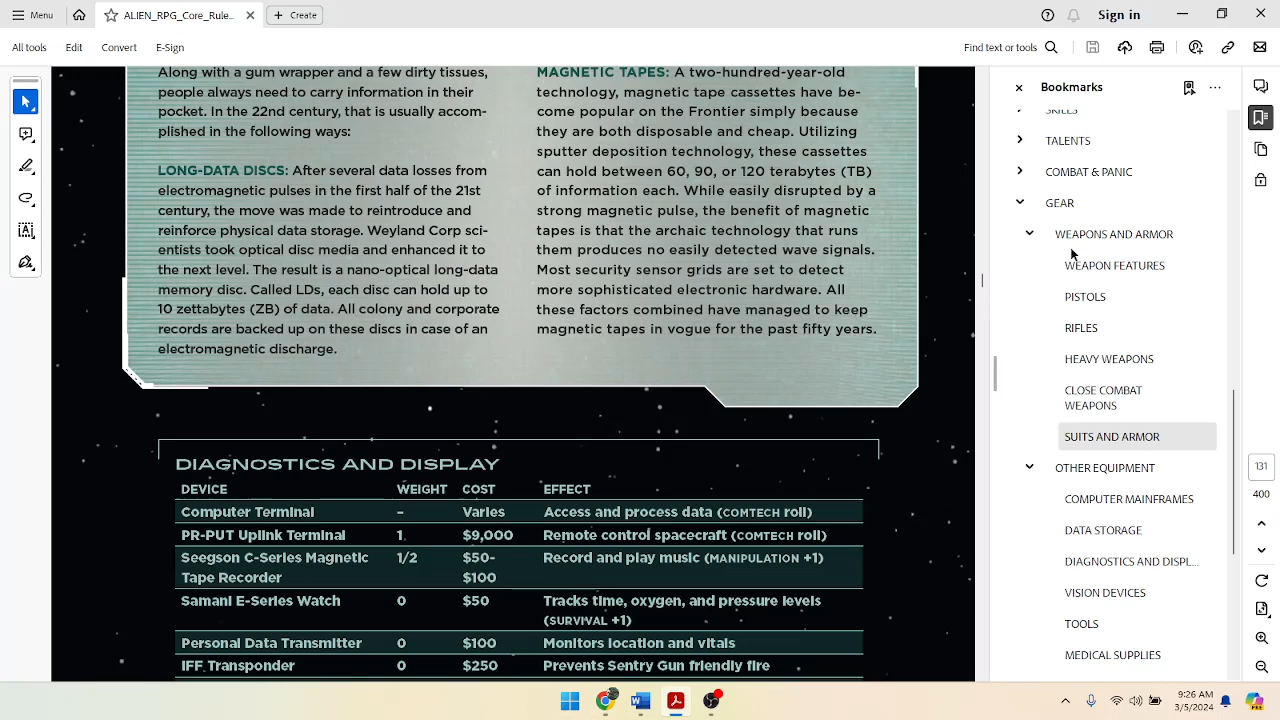 Menu
ALIEN_RPG_Core_Rule...
Create
Sign in
All tools
Edit
Convert
E-Sign
Find text or tools
Along with a gum wrapper and a few dirty tissues,
people always need to carry information in their
pocket. In the 22nd century, that is usually accom-
plished in the following ways:
LONG-DATA DISCS: After several data losses from
electromagnetic pulses in the first half of the 21st
century, the move was made to reintroduce and
reinforce physical data storage. Weyland Corp sci-
entists took optical disc media and enhanced it to
the next level. The result is a nano-optical long-data
memory disc. Called LDs, each disc can hold up to
10 zettabytes (ZB) of data. All colony and corporate
records are backed up on these discs in case of an
electromagnetic discharge.
MAGNETIC TAPES: A two-hundred-year-old
technology, magnetic tape cassettes have be-
come popular on the Frontier simply because
they are both disposable and cheap. Utilizing
sputter deposition technology, these cassettes
can hold between 60, 90, or 120 terabytes (TB)
of information each. While easily disrupted by a
strong magnetic pulse, the benefit of magnetic
tapes is that the archaic technology that runs
them produces no easily detected wave signals.
Most security sensor grids are set to detect
more sophisticated electronic hardware. All
these factors combined have managed to keep
magnetic tapes in vogue for the past fifty years.
DIAGNOSTICS AND DISPLAY
DEVICE WEIGHT COST EFFECT
Computer Terminal – Varies Access and process data (COMTECH roll)
PR-PUT Uplink Terminal 1 $9,000 Remote control spacecraft (COMTECH roll)
Seegson C-Series Magnetic 1/2 $50- Record and play music (MANIPULATION +1)
Tape Recorder $100
Samani E-Series Watch 0 $50 Tracks time, oxygen, and pressure levels
(SURVIVAL +1)
Personal Data Transmitter 0 $100 Monitors location and vitals
IFF Transponder 0 $250 Prevents Sentry Gun friendly fire
Bookmarks
SKILLS
TALENTS
COMBAT & PANIC
GEAR
WEAPONS AND ARMOR
WEAPON FEATURES
PISTOLS
RIFLES
HEAVY WEAPONS
CLOSE COMBAT
WEAPONS
SUITS AND ARMOR
OTHER EQUIPMENT
COMPUTER MAINFRAMES
DATA STORAGE
DIAGNOSTICS AND DISPL...
VISION DEVICES
TOOLS
MEDICAL SUPPLIES
131
400
9:26 AM
3/5/2024